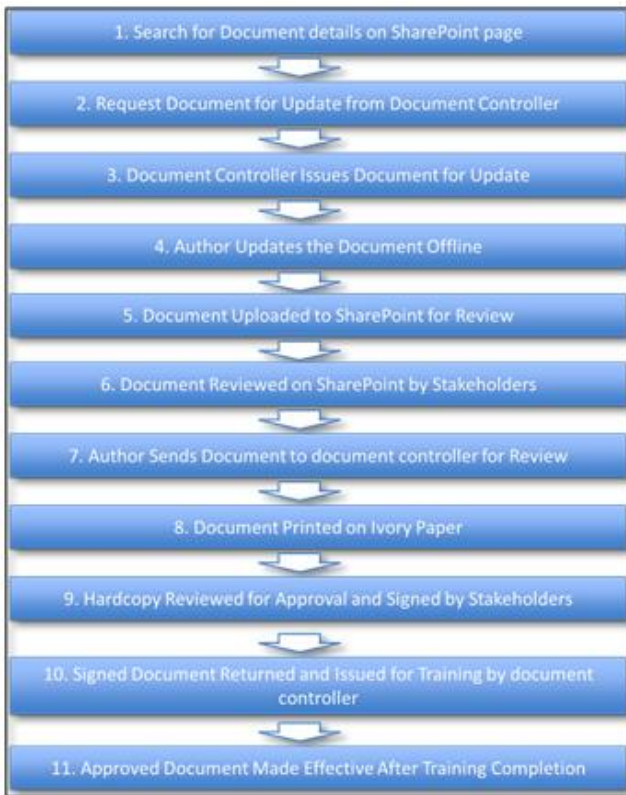 1. Search for Document details on SharePoint page
2. Request Document for Update from Document Controller
3. Document Controller Issues Document for Update
4. Author Updates the Document Offline
5. Document Uploaded to SharePoint for Review
6. Document Reviewed on SharePoint by Stakeholders
7. Author Sends Document to document controller for Review
8. Document Printed on Ivory Paper
9. Hardcopy Reviewed for Approval and Signed by Stakeholders
10. Signed Document Returned and Issued for Training by document
controller
11. Approved Document Made Effective After Training Completion